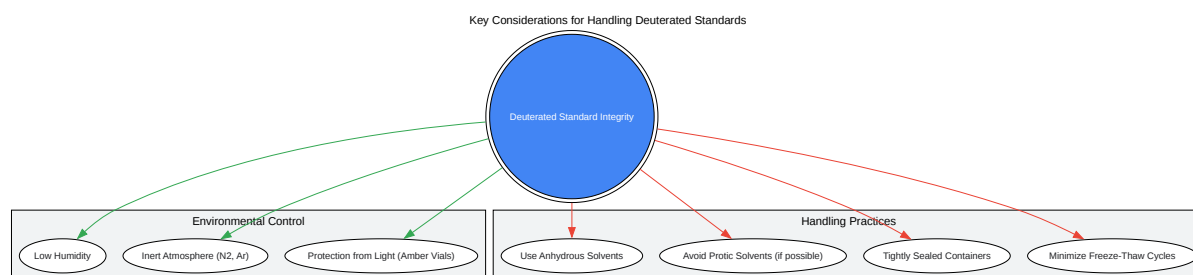 Key Considerations for Handling Deuterated Standards
Deuterated Standard Integrity
Environmental Control
Handling Practices
Low Humidity
Inert Atmosphere (N2, Ar)
Protection from Light (Amber Vials)
Use Anhydrous Solvents
Avoid Protic Solvents (if possible)
Tightly Sealed Containers
Minimize Freeze-Thaw Cycles